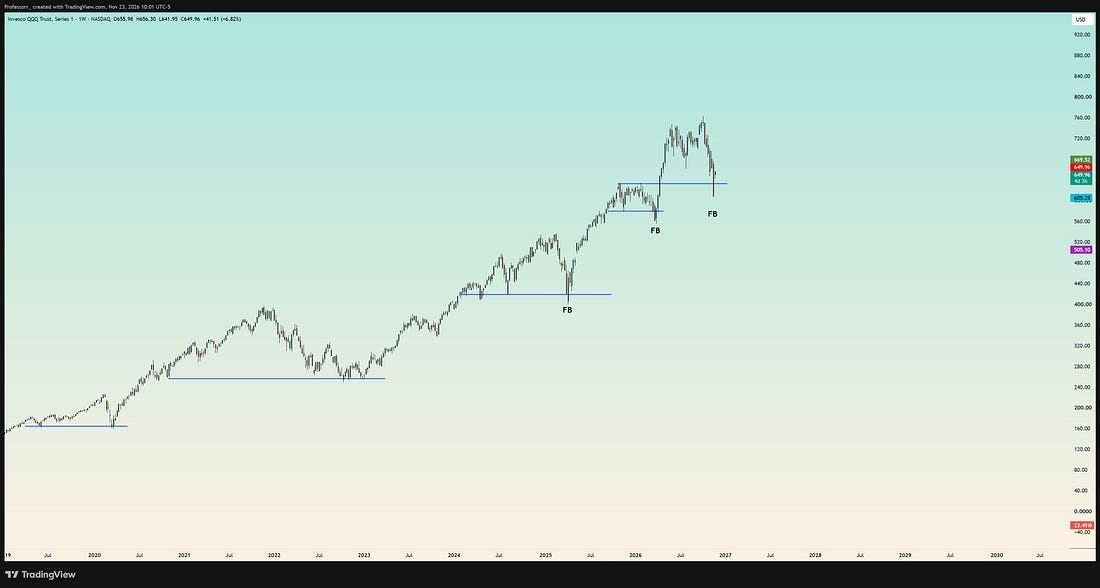 Professorr_ created with TradingView.com, Nov 23, 2026 10:01 UTC-5
Invesco QQQ Trust, Series 1 · 1W · NASDAQ O655.98 H656.30 L641.95 C649.96 +41.51 (+6.82%)
USD
920.00
880.00
840.00
800.00
760.00
720.00
669.52
649.96
649.96
4d 3h
605.25
560.00
520.00
505.10
480.00
440.00
400.00
360.00
320.00
280.00
240.00
200.00
160.00
120.00
80.00
40.00
0.0000
23.49M
-40.00
FB
FB
FB
19 Jul 2020 Jul 2021 Jul 2022 Jul 2023 Jul 2024 Jul 2025 Jul 2026 Jul 2027 Jul 2028 Jul 2029 Jul 2030 Jul
TradingView